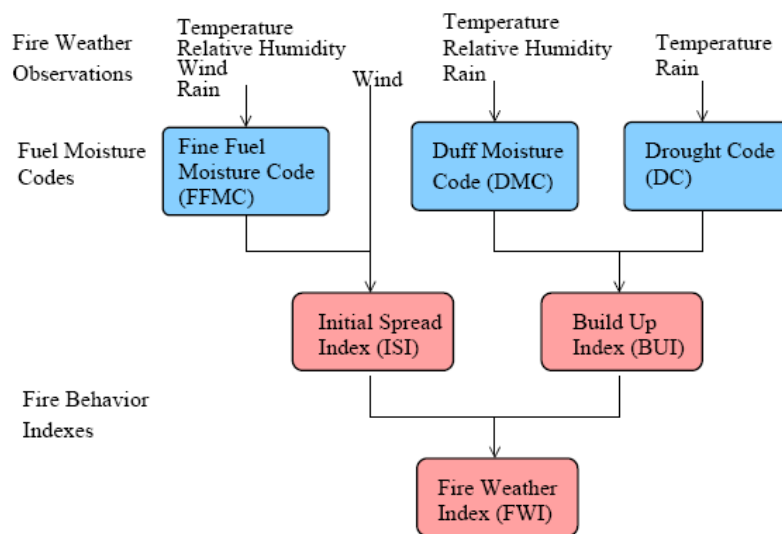 Fire Weather
Observations
Temperature
Relative Humidity
Wind
Rain
Wind
Temperature
Relative Humidity
Rain
Temperature
Rain
Fuel Moisture
Codes
Fine Fuel
Moisture Code
(FFMC)
Duff Moisture
Code (DMC)
Drought Code
(DC)
Initial Spread
Index (ISI)
Build Up
Index (BUI)
Fire Behavior
Indexes
Fire Weather
Index (FWI)